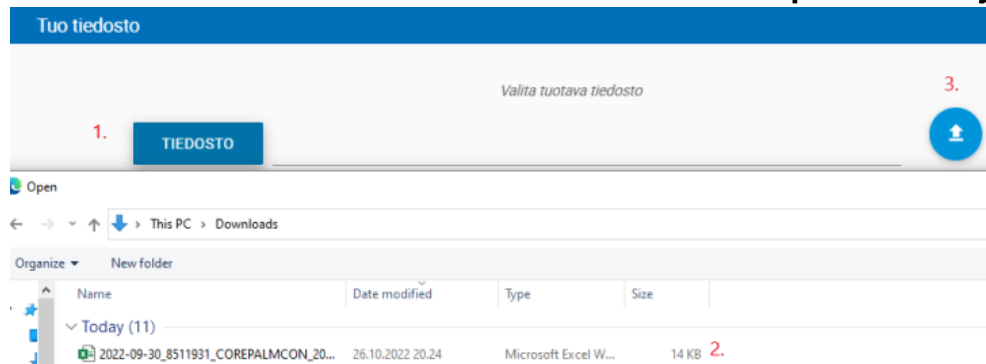 Tuo tiedosto
Valita tuotava tiedosto
3.
1.
TIEDOSTO
Open
This PC > Downloads
Organize New folder
Name Date modified Type Size
Today (11)
2022-09-30_8511931_COREPALMCON_20... 26.10.2022 20.24 Microsoft Excel W... 14 KB 2.